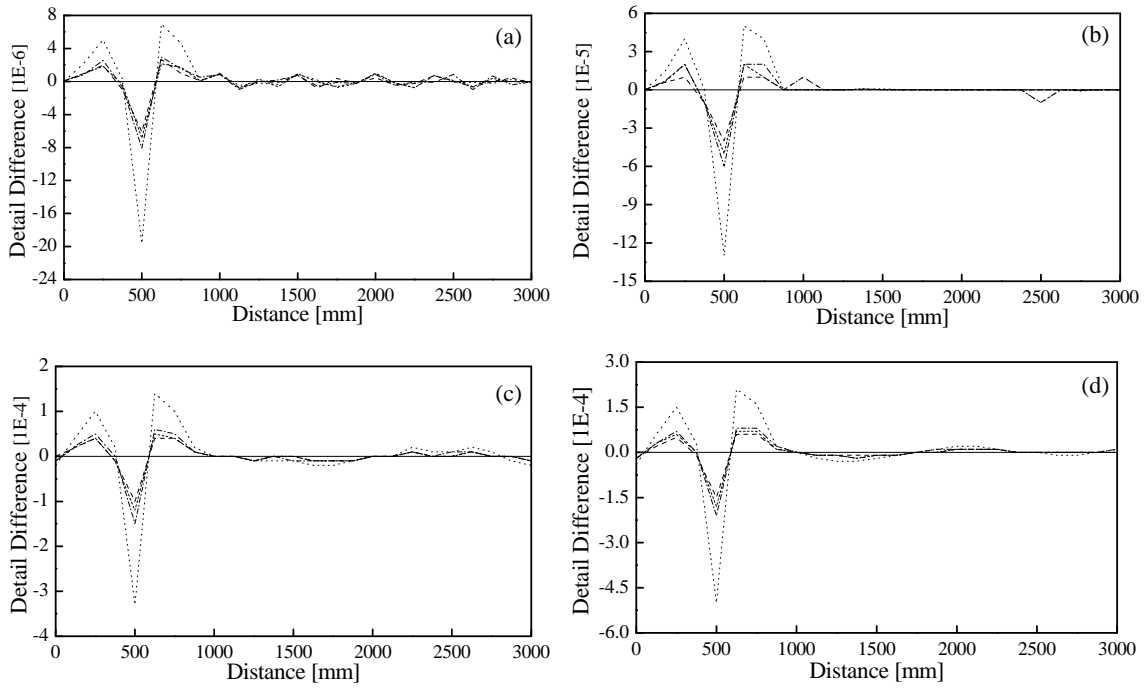 (a)
Detail Difference [1E-6]
8
4
0
-4
-8
-12
-16
-20
-24
0 500 1000 1500 2000 2500 3000
Distance [mm]
(b)
Detail Difference [1E-5]
6
3
0
-3
-6
-9
-12
-15
0 500 1000 1500 2000 2500 3000
Distance [mm]
(c)
Detail Difference [1E-4]
2
1
0
-1
-2
-3
-4
0 500 1000 1500 2000 2500 3000
Distance [mm]
(d)
Detail Difference [1E-4]
3.0
1.5
0.0
-1.5
-3.0
-4.5
-6.0
0 500 1000 1500 2000 2500 3000
Distance [mm]